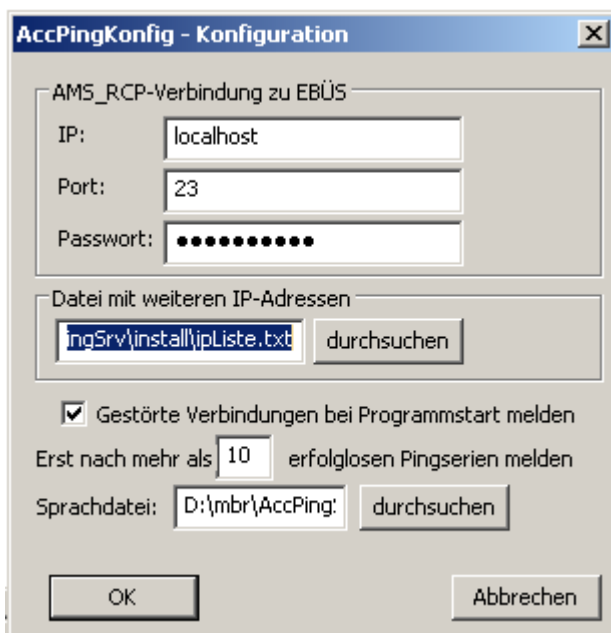 AccPingKonfig - Konfiguration
AMS_RCP-Verbindung zu EBÜS
IP: localhost
Port: 23
Passwort: ●●●●●●●●●●
Datei mit weiteren IP-Adressen
ingSrv\install\ipListe.txt durchsuchen
Gestörte Verbindungen bei Programmstart melden
Erst nach mehr als 10 erfolglosen Pingserien melden
Sprachdatei: D:\mbr\AccPing durchsuchen
OK Abbrechen